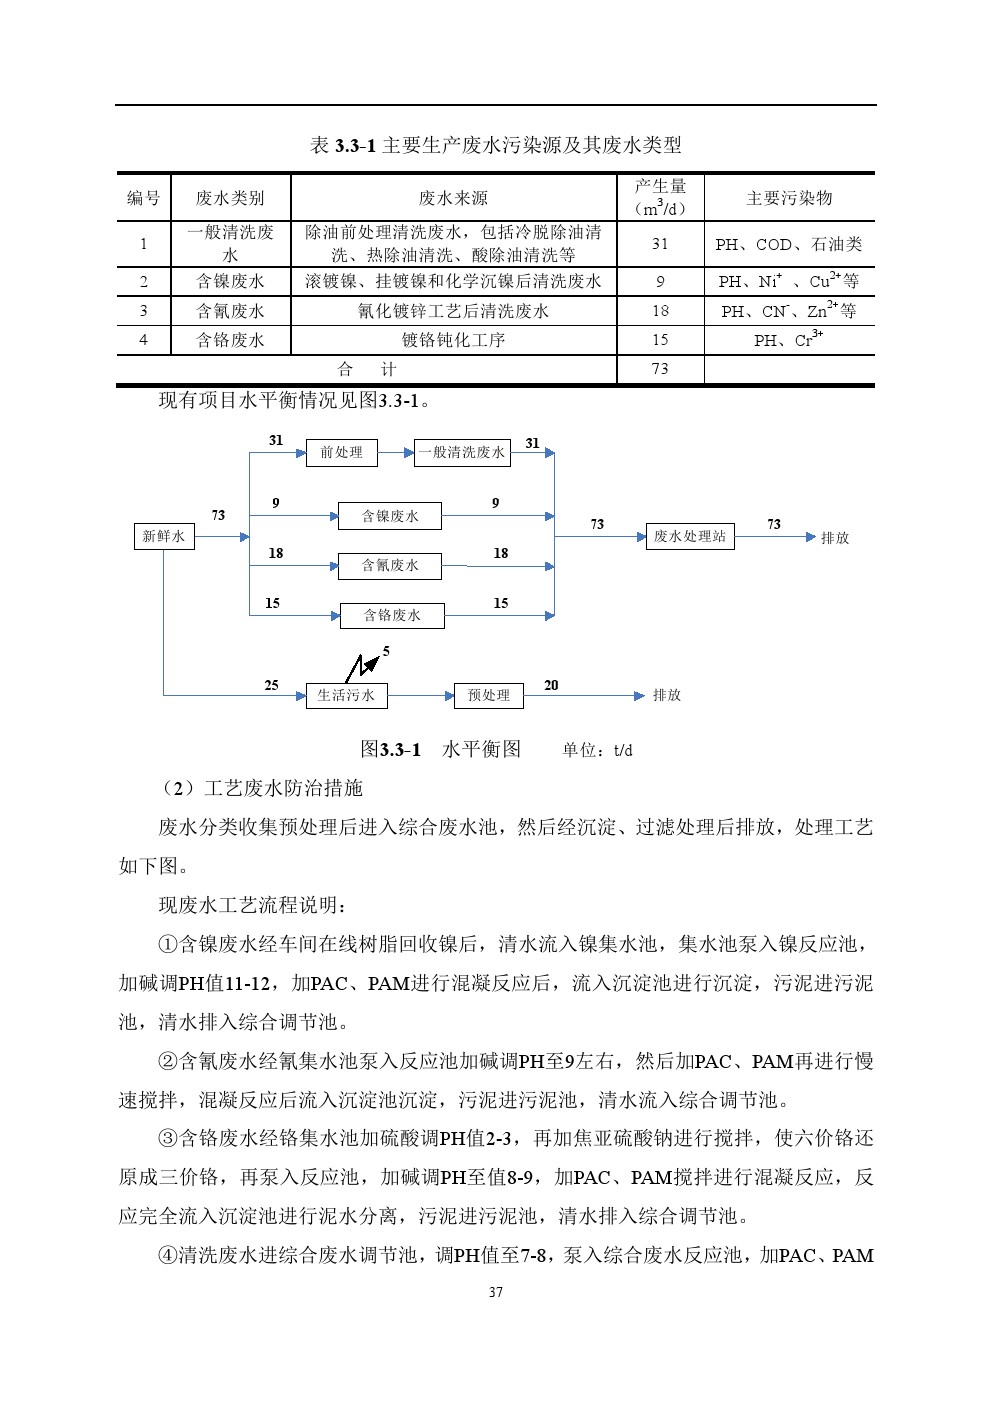 表 3.3-1 主要生产废水污染源及其废水类型
编号 废水类别 废水来源 产生量（m³/d） 主要污染物
1 一般清洗废水 除油前处理清洗废水，包括冷脱除油清洗、热除油清洗、酸除油清洗等 31 PH、COD、石油类
2 含镍废水 滚镀镍、挂镀镍和化学沉镍后清洗废水 9 PH、Ni⁺ 、Cu²⁺等
3 含氰废水 氰化镀锌工艺后清洗废水 18 PH、CN⁻、Zn²⁺等
4 含铬废水 镀铬钝化工序 15 PH、Cr³⁺
合 计 73
现有项目水平衡情况见图3.3-1。
31 前处理 一般清洗废水 31
9 含镍废水 9
新鲜水 73
73 废水处理站 73 排放
18 含氰废水 18
15 含铬废水 15
5
25 生活污水 预处理 20 排放
图3.3-1 水平衡图 单位：t/d
（2）工艺废水防治措施
废水分类收集预处理后进入综合废水池，然后经沉淀、过滤处理后排放，处理工艺
如下图。
现废水工艺流程说明：
①含镍废水经车间在线树脂回收镍后，清水流入镍集水池，集水池泵入镍反应池，
加碱调PH值11-12，加PAC、PAM进行混凝反应后，流入沉淀池进行沉淀，污泥进污泥
池，清水排入综合调节池。
②含氰废水经氰集水池泵入反应池加碱调PH至9左右，然后加PAC、PAM再进行慢
速搅拌，混凝反应后流入沉淀池沉淀，污泥进污泥池，清水流入综合调节池。
③含铬废水经铬集水池加硫酸调PH值2-3，再加焦亚硫酸钠进行搅拌，使六价铬还
原成三价铬，再泵入反应池，加碱调PH至值8-9，加PAC、PAM搅拌进行混凝反应，反
应完全流入沉淀池进行泥水分离，污泥进污泥池，清水排入综合调节池。
④清洗废水进综合废水调节池，调PH值至7-8，泵入综合废水反应池，加PAC、PAM
37